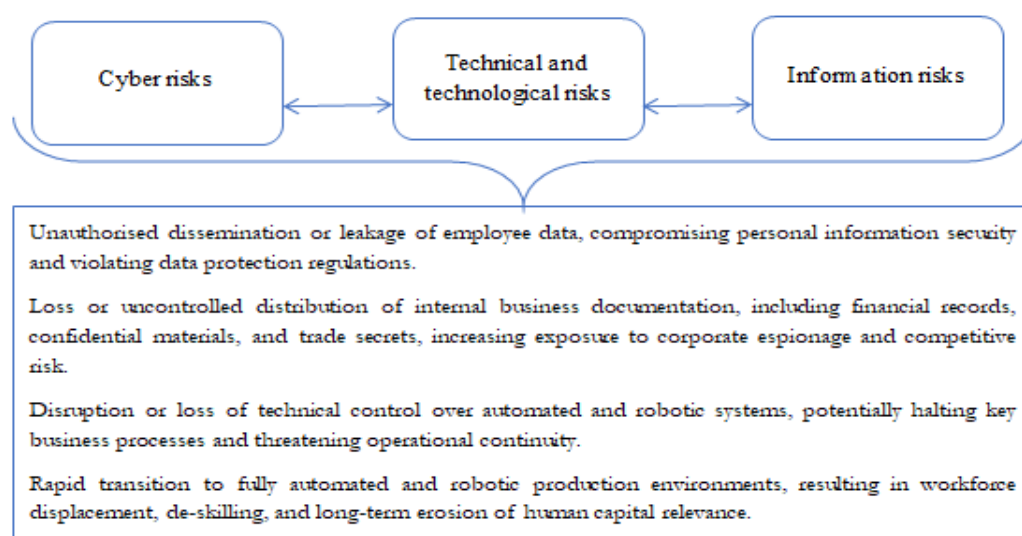 Cyber risks
Technical and
technological risks
Information risks
Unauthorised dissemination or leakage of employee data, compromising personal information security
and violating data protection regulations.
Loss or uncontrolled distribution of internal business documentation, including financial records,
confidential materials, and trade secrets, increasing exposure to corporate espionage and competitive
risk.
Disruption or loss of technical control over automated and robotic systems, potentially halting key
business processes and threatening operational continuity.
Rapid transition to fully automated and robotic production environments, resulting in workforce
displacement, de-skilling, and long-term erosion of human capital relevance.